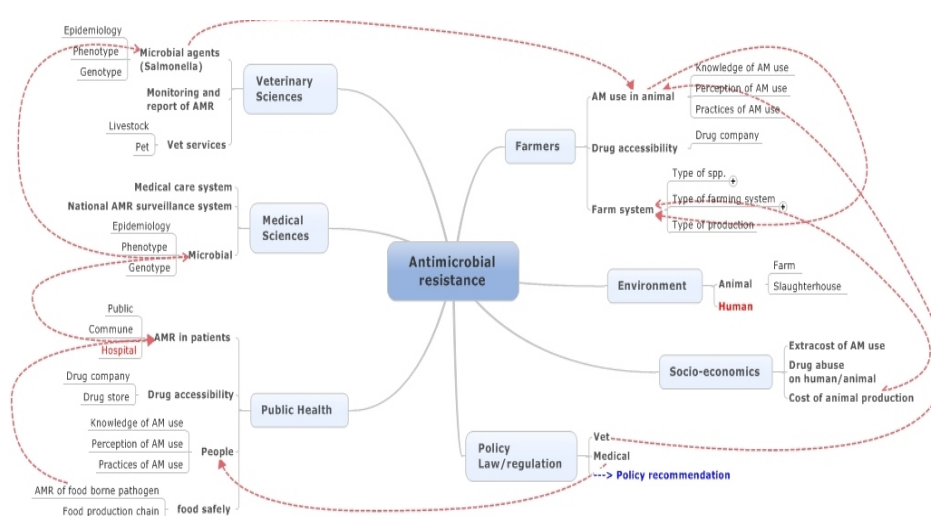 Epidemiology
Phenotype
Genotype
Microbial agents
(Salmonella)
Monitoring and
report of AMR
Livestock
Pet
Vet services
Veterinary
Sciences
Medical care system
National AMR surveillance system
Epidemiology
Phenotype
Genotype
Microbial
Medical
Sciences
Public
Commune
Hospital
AMR in patients
Drug company
Drug store
Drug accessibility
Knowledge of AM use
Perception of AM use
Practices of AM use
People
AMR of food borne pathogen
Food production chain
food safely
Public Health
Antimicrobial
resistance
Farmers
AM use in animal
Knowledge of AM use
Perception of AM use
Practices of AM use
Drug accessibility
Drug company
Farm system
Type of spp.
Type of farming system
Type of production
Environment
Animal
Farm
Slaughterhouse
Human
Socio-economics
Extracost of AM use
Drug abuse
on human/animal
Cost of animal production
Policy
Law/regulation
Vet
Medical
---> Policy recommendation